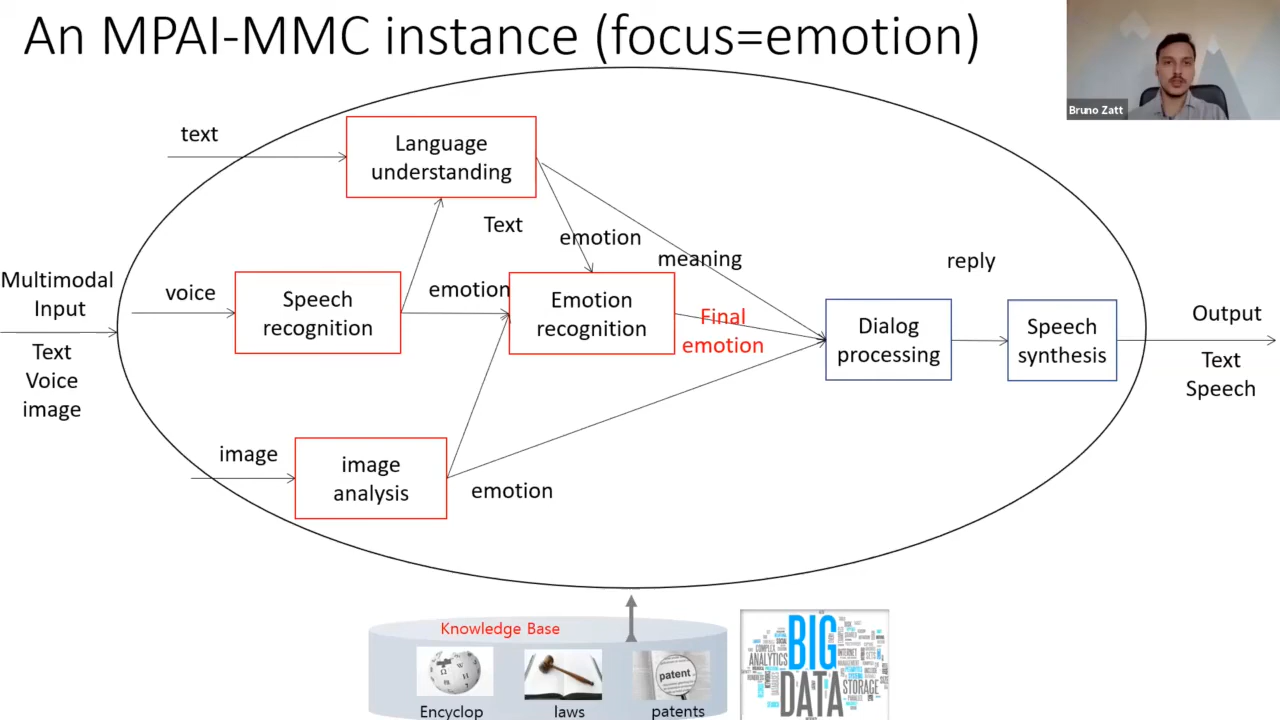 An MPAI-MMC instance (focus=emotion)
Bruno Zatt
text
Language
understanding
Text
emotion
meaning
reply
Multimodal
Input
Text
Voice
image
voice
Speech
recognition
emotion
Emotion
recognition
Final
emotion
Dialog
processing
Speech
synthesis
Output
Text
Speech
image
image
analysis
emotion
Knowledge Base
patent
Encyclop
laws
patents
BIG
DATA
COMPLEX
ANALYTICS
INTERNET
STORAGE